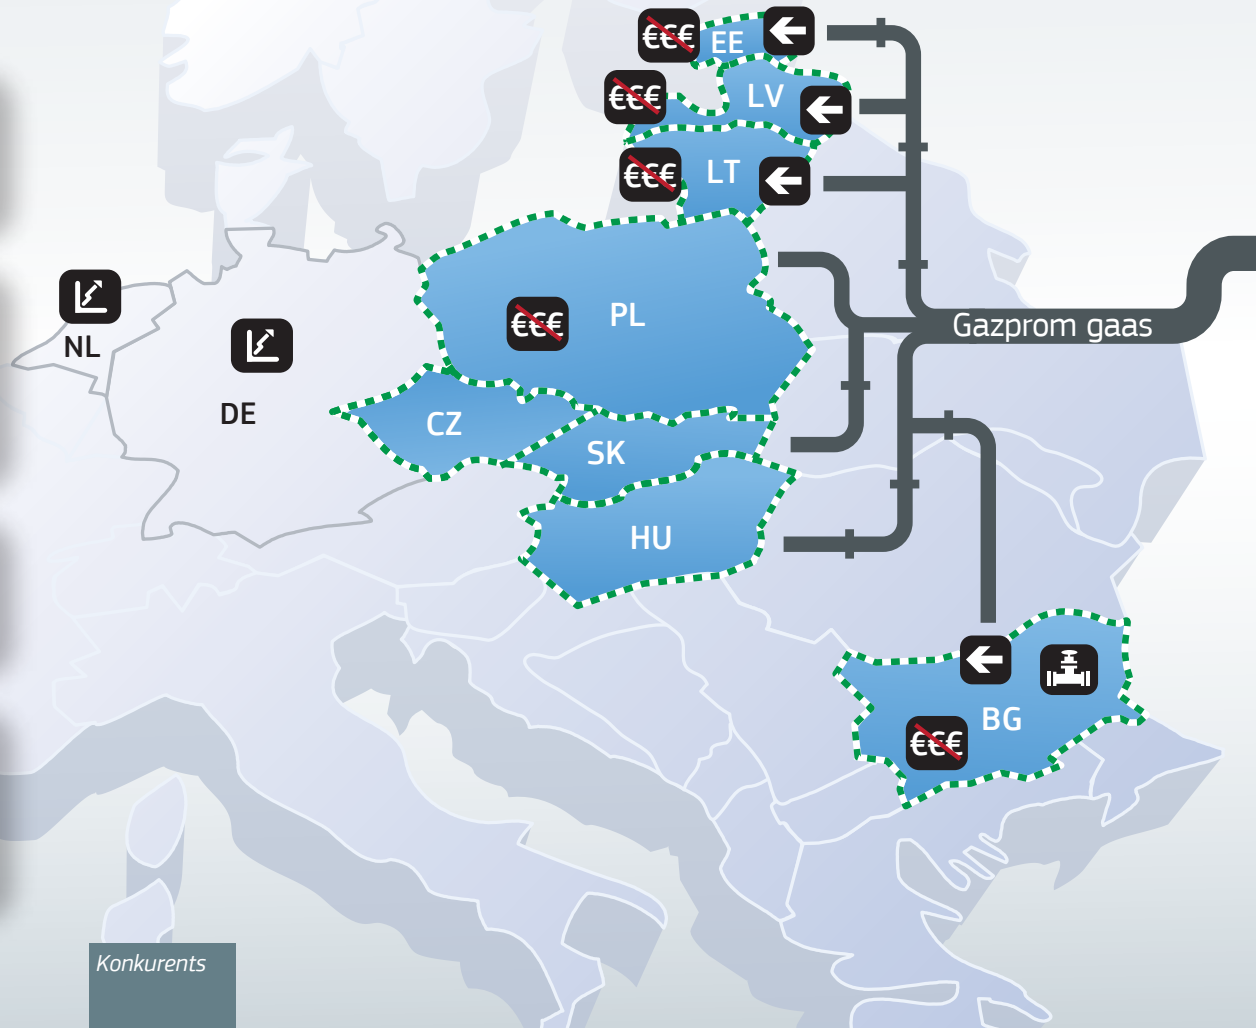 €€€
EE
€€€
LV
€€€
LT
€€€
PL
Gazprom gaas
NL
DE
CZ
SK
HU
BG
€€€
Konkurents